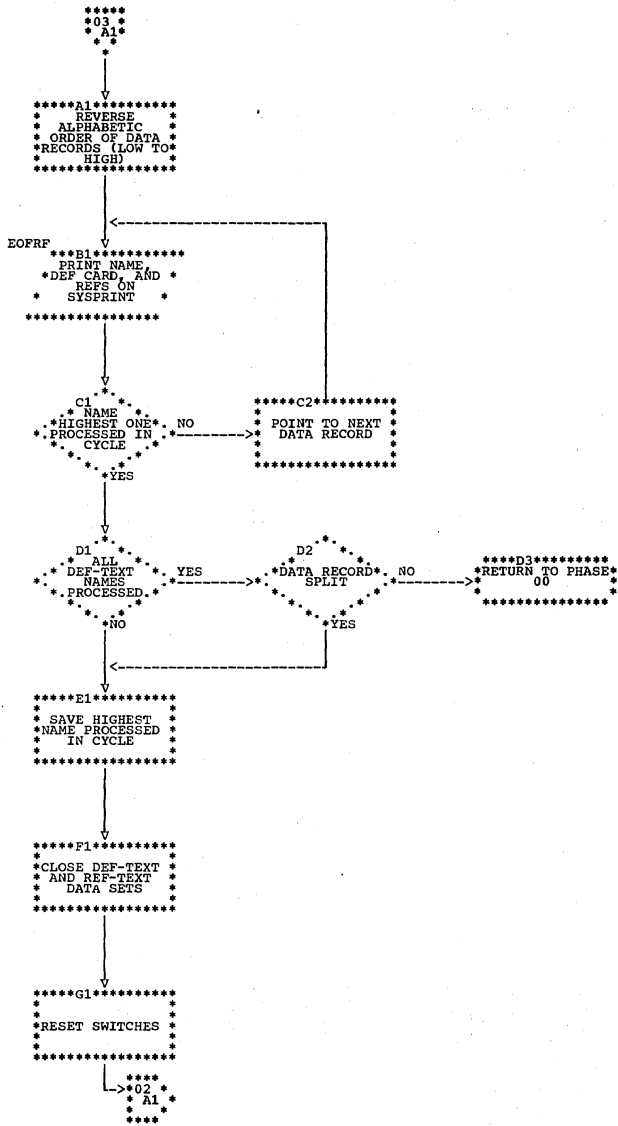 03
A1
A1
REVERSE
ALPHABETIC
ORDER OF DATA
RECORDS (LOW TO
HIGH)
EOFRF
B1
PRINT NAME,
DEF CARD, AND
REFS ON
SYSPRINT
C1
NAME
HIGHEST ONE
PROCESSED IN
CYCLE
NO
YES
C2
POINT TO NEXT
DATA RECORD
D1
ALL
DEF-TEXT
NAMES
PROCESSED
YES
NO
D2
DATA RECORD
SPLIT
NO
YES
D3
RETURN TO PHASE
00
E1
SAVE HIGHEST
NAME PROCESSED
IN CYCLE
F1
CLOSE DEF-TEXT
AND REF-TEXT
DATA SETS
G1
RESET SWITCHES
02
A1